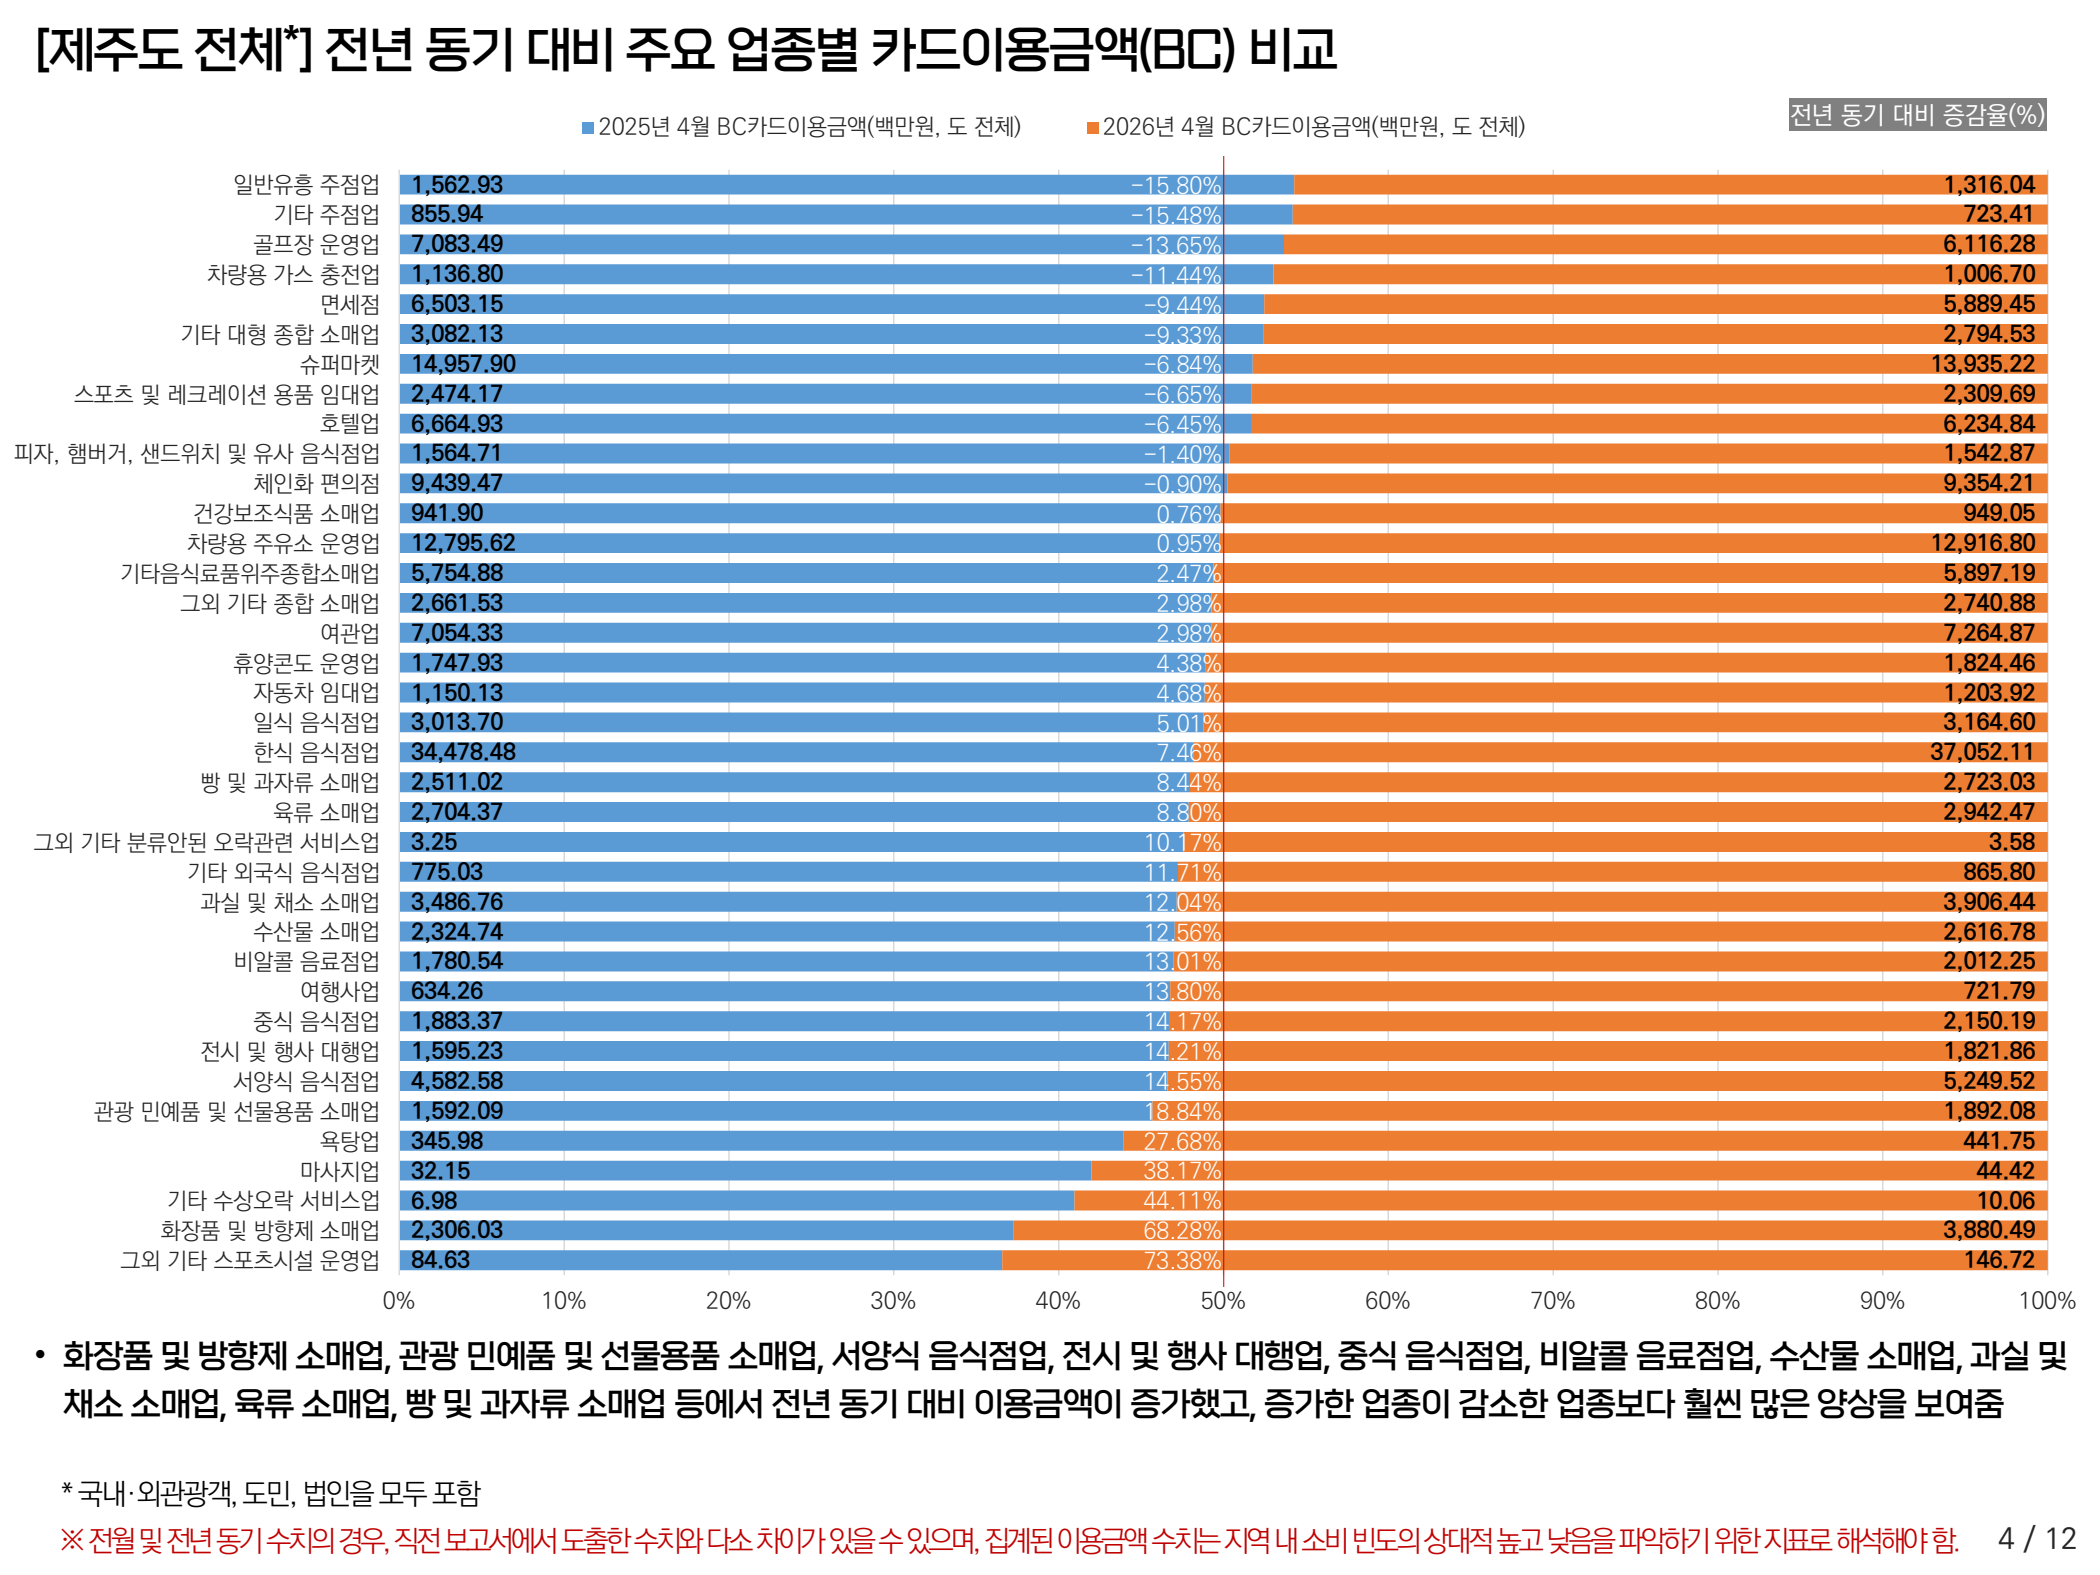 [제주도 전체*] 전년 동기 대비 주요 업종별 카드이용금액(BC) 비교
전년 동기 대비 증감율(%)
2025년 4월 BC카드이용금액(백만원, 도 전체) 2026년 4월 BC카드이용금액(백만원, 도 전체)
일반유흥 주점업 1,562.93 -15.80% 1,316.04
기타 주점업 855.94 -15.48% 723.41
골프장 운영업 7,083.49 -13.65% 6,116.28
차량용 가스 충전업 1,136.80 -11.44% 1,006.70
면세점 6,503.15 -9.44% 5,889.45
기타 대형 종합 소매업 3,082.13 -9.33% 2,794.53
슈퍼마켓 14,957.90 -6.84% 13,935.22
스포츠 및 레크레이션 용품 임대업 2,474.17 -6.65% 2,309.69
호텔업 6,664.93 -6.45% 6,234.84
피자, 햄버거, 샌드위치 및 유사 음식점업 1,564.71 -1.40% 1,542.87
체인화 편의점 9,439.47 -0.90% 9,354.21
건강보조식품 소매업 941.90 0.76% 949.05
차량용 주유소 운영업 12,795.62 0.95% 12,916.80
기타음식료품위주종합소매업 5,754.88 2.47% 5,897.19
그외 기타 종합 소매업 2,661.53 2.98% 2,740.88
여관업 7,054.33 2.98% 7,264.87
휴양콘도 운영업 1,747.93 4.38% 1,824.46
자동차 임대업 1,150.13 4.68% 1,203.92
일식 음식점업 3,013.70 5.01% 3,164.60
한식 음식점업 34,478.48 7.46% 37,052.11
빵 및 과자류 소매업 2,511.02 8.44% 2,723.03
육류 소매업 2,704.37 8.80% 2,942.47
그외 기타 분류안된 오락관련 서비스업 3.25 10.17% 3.58
기타 외국식 음식점업 775.03 11.71% 865.80
과실 및 채소 소매업 3,486.76 12.04% 3,906.44
수산물 소매업 2,324.74 12.56% 2,616.78
비알콜 음료점업 1,780.54 13.01% 2,012.25
여행사업 634.26 13.80% 721.79
중식 음식점업 1,883.37 14.17% 2,150.19
전시 및 행사 대행업 1,595.23 14.21% 1,821.86
서양식 음식점업 4,582.58 14.55% 5,249.52
관광 민예품 및 선물용품 소매업 1,592.09 18.84% 1,892.08
욕탕업 345.98 27.68% 441.75
마사지업 32.15 38.17% 44.42
기타 수상오락 서비스업 6.98 44.11% 10.06
화장품 및 방향제 소매업 2,306.03 68.28% 3,880.49
그외 기타 스포츠시설 운영업 84.63 73.38% 146.72
0% 10% 20% 30% 40% 50% 60% 70% 80% 90% 100%
• 화장품 및 방향제 소매업, 관광 민예품 및 선물용품 소매업, 서양식 음식점업, 전시 및 행사 대행업, 중식 음식점업, 비알콜 음료점업, 수산물 소매업, 과실 및
채소 소매업, 육류 소매업, 빵 및 과자류 소매업 등에서 전년 동기 대비 이용금액이 증가했고, 증가한 업종이 감소한 업종보다 훨씬 많은 양상을 보여줌
* 국내·외관광객, 도민, 법인을 모두 포함
※ 전월 및 전년 동기 수치의 경우, 직전 보고서에서 도출한 수치와 다소 차이가 있을 수 있으며, 집계된 이용금액 수치는 지역 내 소비 빈도의 상대적 높고 낮음을 파악하기 위한 지표로 해석해야 함.
4 / 12